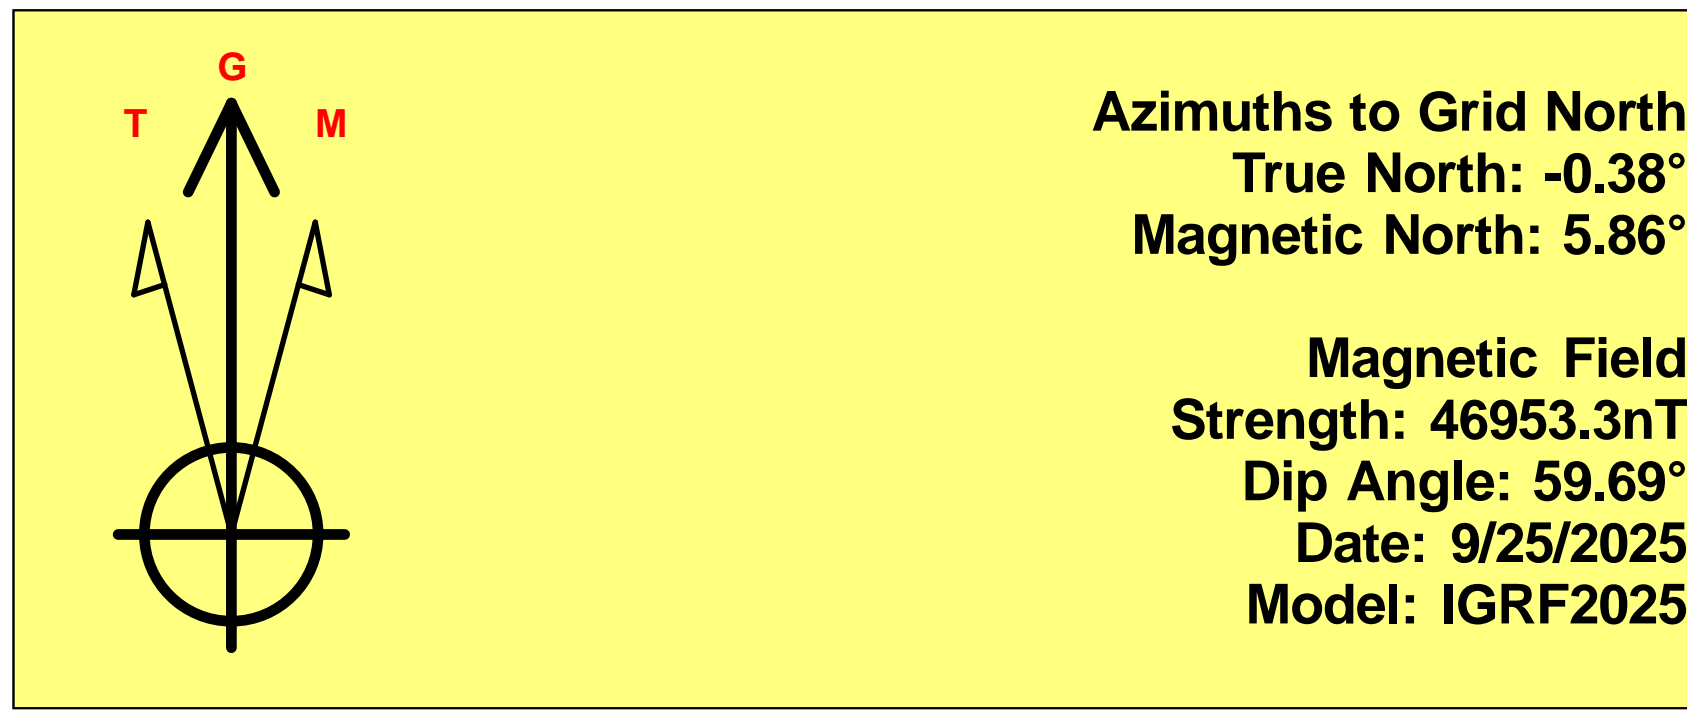 G
T
M
Azimuths to Grid North
True North: -0.38°
Magnetic North: 5.86°
Magnetic Field
Strength: 46953.3nT
Dip Angle: 59.69°
Date: 9/25/2025
Model: IGRF2025